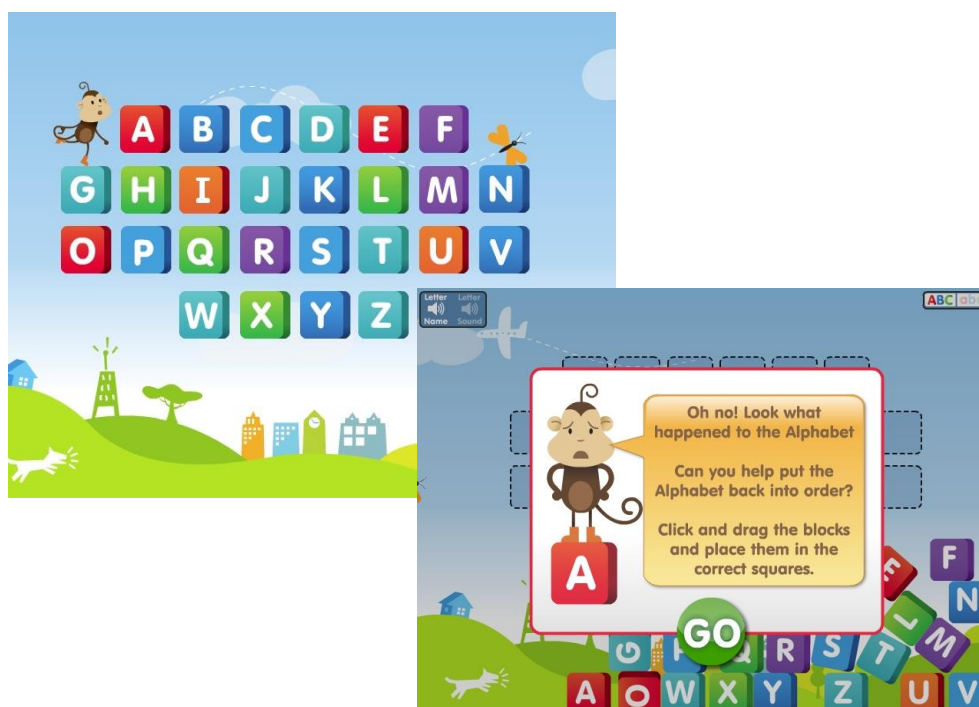 A B C D E F
G H I J K L M N
O P Q R S T U V
W X Y Z
Letter Letter
Name Sound
ABC abc
Oh no! Look what
happened to the Alphabet
Can you help put the
Alphabet back into order?
Click and drag the blocks
and place them in the
correct squares.
A
GO
E F
N
L M
G P Q R S T
A O W X Y Z U V